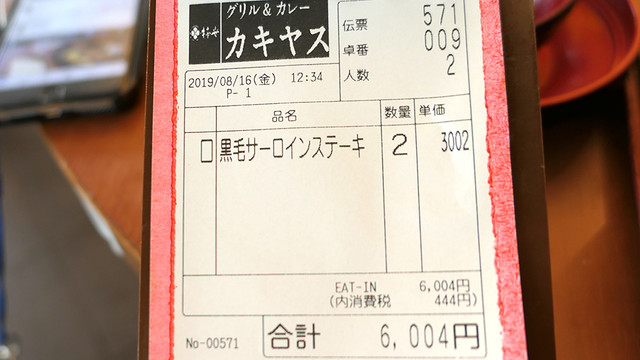 グリル&カレー
柿安
カキヤス
伝票 571
卓番 009
人数 2
2019/08/16(金) 12:34
P- 1
品名 数量 単価
□ 黒毛サーロインステーキ 2 3002
EAT-IN 6,004円
(内消費税 444円)
No-00571
合計 6,004円